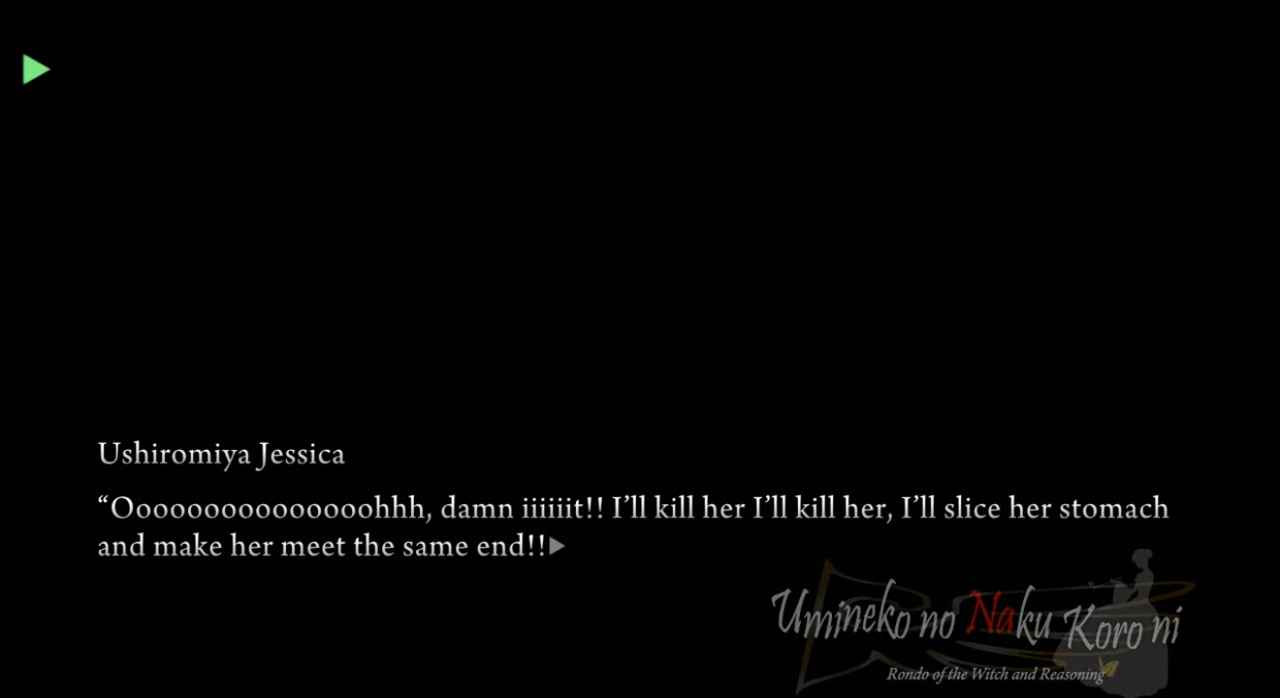 Ushiromiya Jessica
“Ooooooooooooooohhh, damn iiiiiit!! I’ll kill her I’ll kill her, I’ll slice her stomach
and make her meet the same end!!
Umineko no Naku Koro ni
Rondo of the Witch and Reasoning